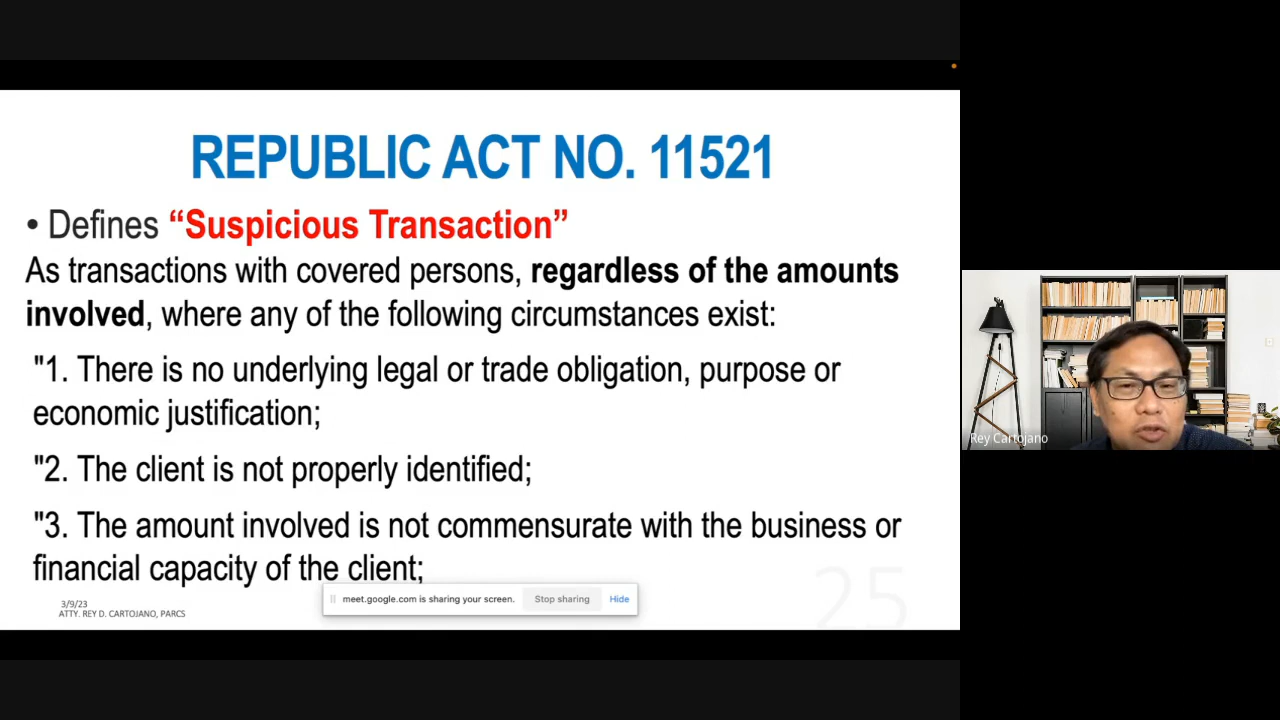 REPUBLIC ACT NO. 11521
• Defines “Suspicious Transaction”
As transactions with covered persons, regardless of the amounts
involved, where any of the following circumstances exist:
"1. There is no underlying legal or trade obligation, purpose or
economic justification;
"2. The client is not properly identified;
"3. The amount involved is not commensurate with the business or
financial capacity of the client;
3/9/23
ATTY. REY D. CARTOJANO, PARCS
meet.google.com is sharing your screen. Stop sharing Hide
25
Rey Cartojano